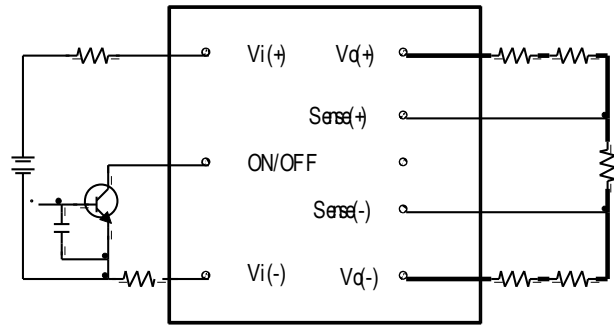 Vi(+) Vo(+)
Sense(+)
ON/OFF
Sense(-)
Vi(-) Vo(-)